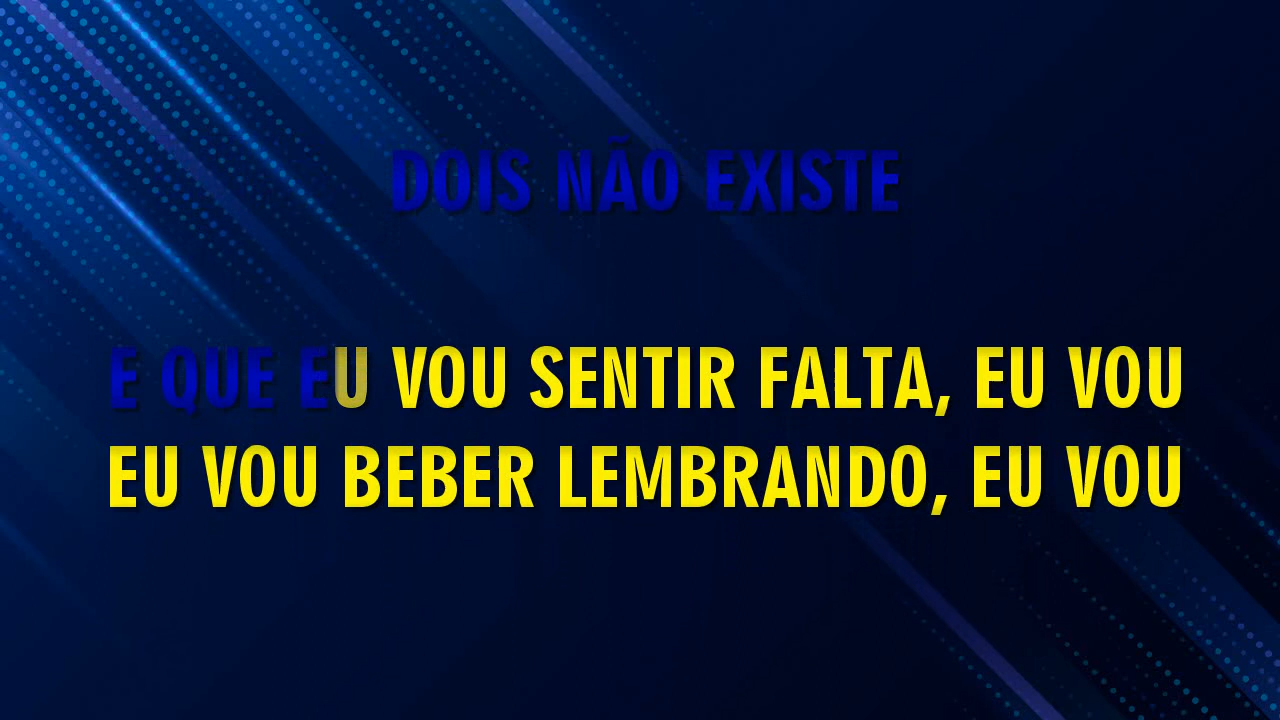 DOIS NÃO EXISTE
E QUE EU VOU SENTIR FALTA, EU VOU
EU VOU BEBER LEMBRANDO, EU VOU